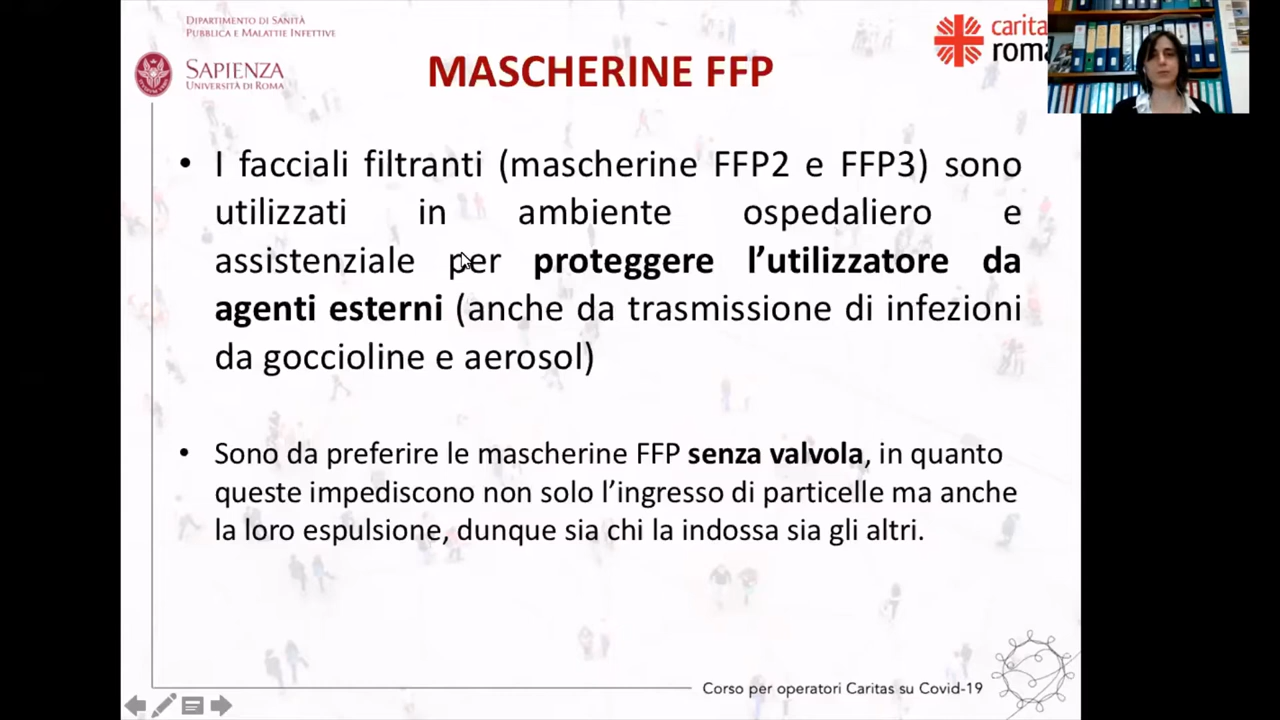 DIPARTIMENTO DI SANITÀ
PUBBLICA E MALATTIE INFETTIVE
SAPIENZA
UNIVERSITÀ DI ROMA
MASCHERINE FFP
carita
roma
• I facciali filtranti (mascherine FFP2 e FFP3) sono
utilizzati in ambiente ospedaliero e
assistenziale per proteggere l’utilizzatore da
agenti esterni (anche da trasmissione di infezioni
da goccioline e aerosol)
• Sono da preferire le mascherine FFP senza valvola, in quanto
queste impediscono non solo l’ingresso di particelle ma anche
la loro espulsione, dunque sia chi la indossa sia gli altri.
Corso per operatori Caritas su Covid-19